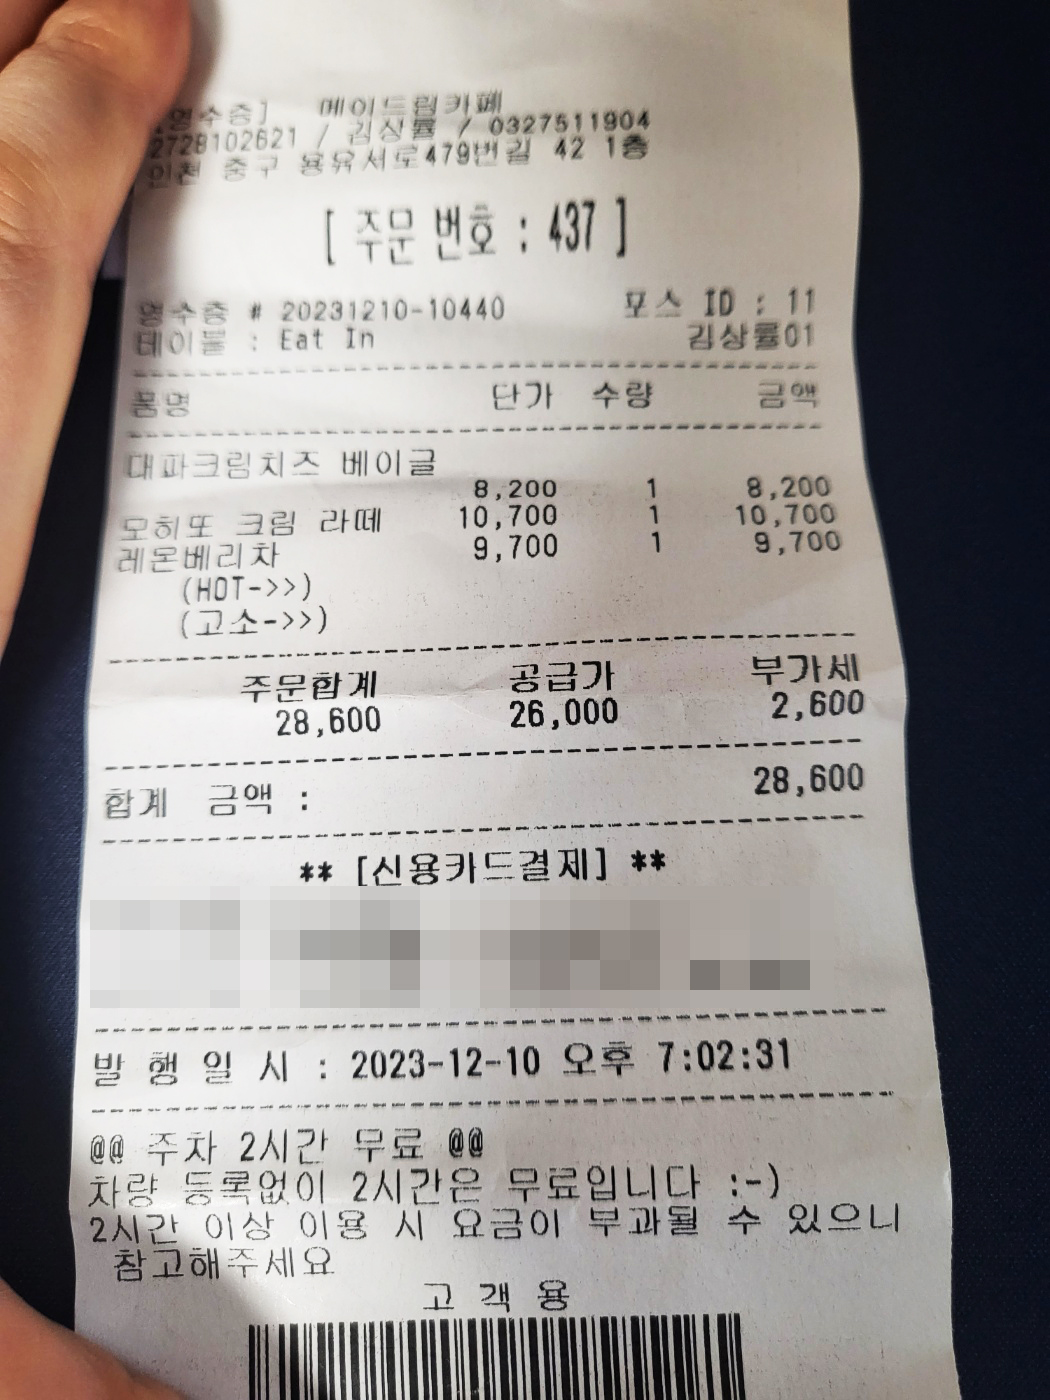 [영수증] 메이드림카페
2728102621 / 김상률 / 0327511904
인천 중구 용유서로479번길 42 1층
[ 주문 번호 : 437 ]
영수증 # 20231210-10440 포스 ID : 11
테이블 : Eat In 김상률01
품명 단가 수량 금액
대파크림치즈 베이글
8,200 1 8,200
모히또 크림 라떼 10,700 1 10,700
레몬베리차 9,700 1 9,700
(HOT->>)
(고소->>)
주문합계 공급가 부가세
28,600 26,000 2,600
합계 금액 : 28,600
** [신용카드결제] **
발 행 일 시 : 2023-12-10 오후 7:02:31
@@ 주차 2시간 무료 @@
차량 등록없이 2시간은 무료입니다 :-)
2시간 이상 이용 시 요금이 부과될 수 있으니
참고해주세요
고 객 용